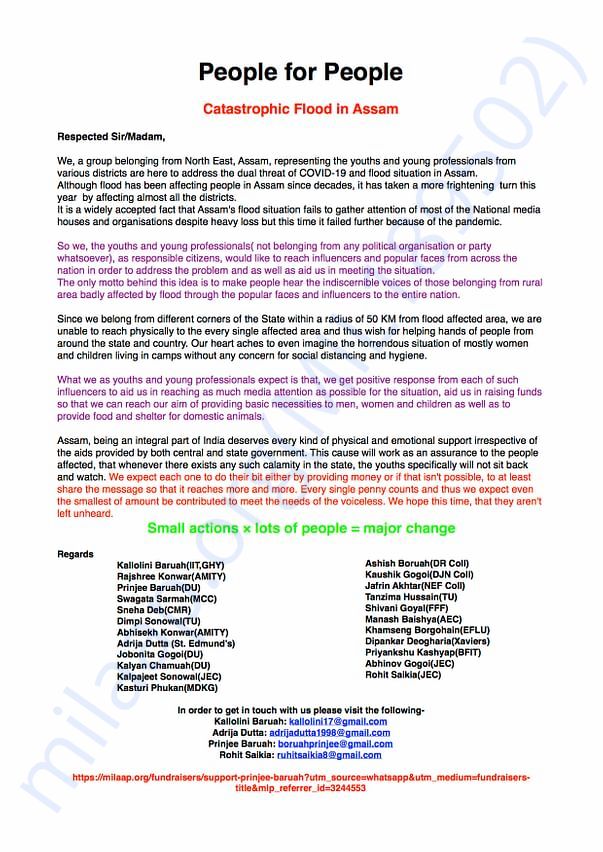 People for People
Catastrophic Flood in Assam
Respected Sir/Madam,
We, a group belonging from North East, Assam, representing the youths and young professionals from
various districts are here to address the dual threat of COVID-19 and flood situation in Assam.
Although flood has been affecting people in Assam since decades, it has taken a more frightening turn this
year by affecting almost all the districts.
It is a widely accepted fact that Assam's flood situation fails to gather attention of most of the National media
houses and organisations despite heavy loss but this time it failed further because of the pandemic.
So we, the youths and young professionals( not belonging from any political organisation or party
whatsoever), as responsible citizens, would like to reach influencers and popular faces from across the
nation in order to address the problem and as well as aid us in meeting the situation.
The only motto behind this idea is to make people hear the indiscernible voices of those belonging from rural
area badly affected by flood through the popular faces and influencers to the entire nation.
Since we belong from different corners of the State within a radius of 50 KM from flood affected area, we are
unable to reach physically to the every single affected area and thus wish for helping hands of people from
around the state and country. Our heart aches to even imagine the horrendous situation of mostly women
and children living in camps without any concern for social distancing and hygiene.
What we as youths and young professionals expect is that, we get positive response from each of such
influencers to aid us in reaching as much media attention as possible for the situation, aid us in raising funds
so that we can reach our aim of providing basic necessities to men, women and children as well as to
provide food and shelter for domestic animals.
Assam, being an integral part of India deserves every kind of physical and emotional support irrespective of
the aids provided by both central and state government. This cause will work as an assurance to the people
affected, that whenever there exists any such calamity in the state, the youths specifically will not sit back
and watch. We expect each one to do their bit either by providing money or if that isn't possible, to at least
share the message so that it reaches more and more. Every single penny counts and thus we expect even
the smallest of amount be contributed to meet the needs of the voiceless. We hope this time, that they aren't
left unheard.
Small actions × lots of people = major change
Regards
Kallolini Baruah(IIT,GHY)
Rajshree Konwar(AMITY)
Prinjee Baruah(DU)
Swagata Sarmah(MCC)
Sneha Deb(CMR)
Dimpi Sonowal(TU)
Abhisekh Konwar(AMITY)
Adrija Dutta (St. Edmund's)
Jobonita Gogoi(DU)
Kalyan Chamuah(DU)
Kalpajeet Sonowal(JEC)
Kasturi Phukan(MDKG)
Ashish Boruah(DR Coll)
Kaushik Gogoi(DJN Coll)
Jafrin Akhtar(NEF Coll)
Tanzima Hussain(TU)
Shivani Goyal(FFF)
Manash Baishya(AEC)
Khamseng Borgohain(EFLU)
Dipankar Deogharia(Xaviers)
Priyankshu Kashyap(BFIT)
Abhinov Gogoi(JEC)
Rohit Saikia(JEC)
In order to get in touch with us please visit the following-
Kallolini Baruah: kallolini17@gmail.com
Adrija Dutta: adrijadutta1998@gmail.com
Prinjee Baruah: boruahprinjee@gmail.com
Rohit Saikia: ruhitsaikia8@gmail.com
https://milaap.org/fundraisers/support-prinjee-baruah?utm_source=whatsapp&utm_medium=fundraisers-
title&mlp_referrer_id=3244553